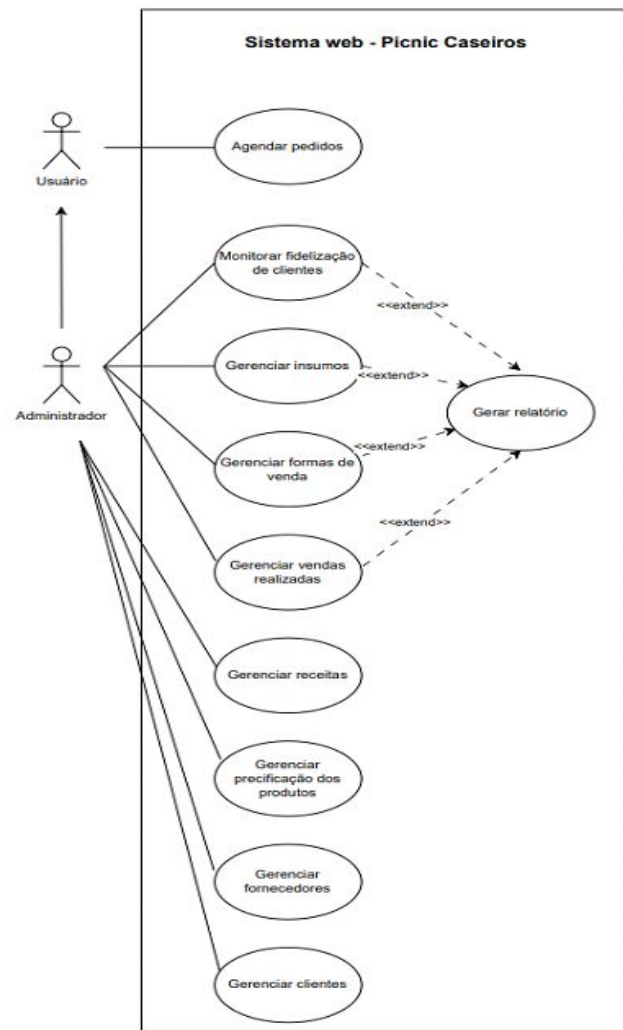 Sistema web - Picnic Caseiros
Agendar pedidos
Usuário
Monitorar fidelização
de clientes
<<extend>>
Gerenciar insumos
<<extend>>
Administrador
Gerar relatório
Gerenciar formas de
venda
<<extend>>
<<extend>>
Gerenciar vendas
realizadas
Gerenciar receitas
Gerenciar
precificação dos
produtos
Gerenciar
fornecedores
Gerenciar clientes